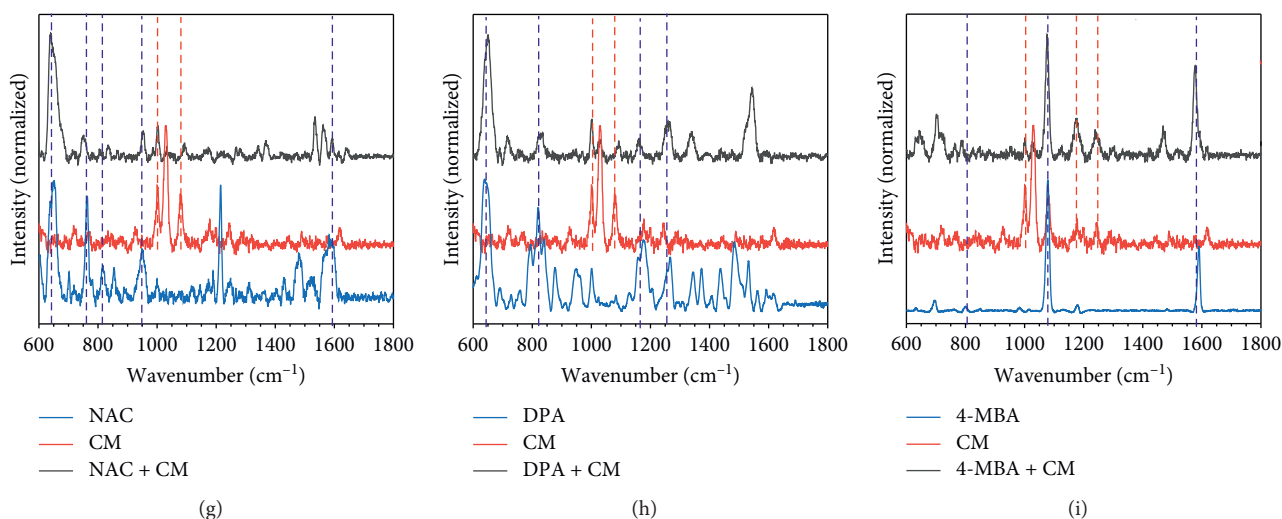 Intensity (normalized)
600 800 1000 1200 1400 1600 1800
Wavenumber (cm⁻¹)
NAC
CM
NAC + CM
(g)
Intensity (normalized)
600 800 1000 1200 1400 1600 1800
Wavenumber (cm⁻¹)
DPA
CM
DPA + CM
(h)
Intensity (normalized)
600 800 1000 1200 1400 1600 1800
Wavenumber (cm⁻¹)
4-MBA
CM
4-MBA + CM
(i)